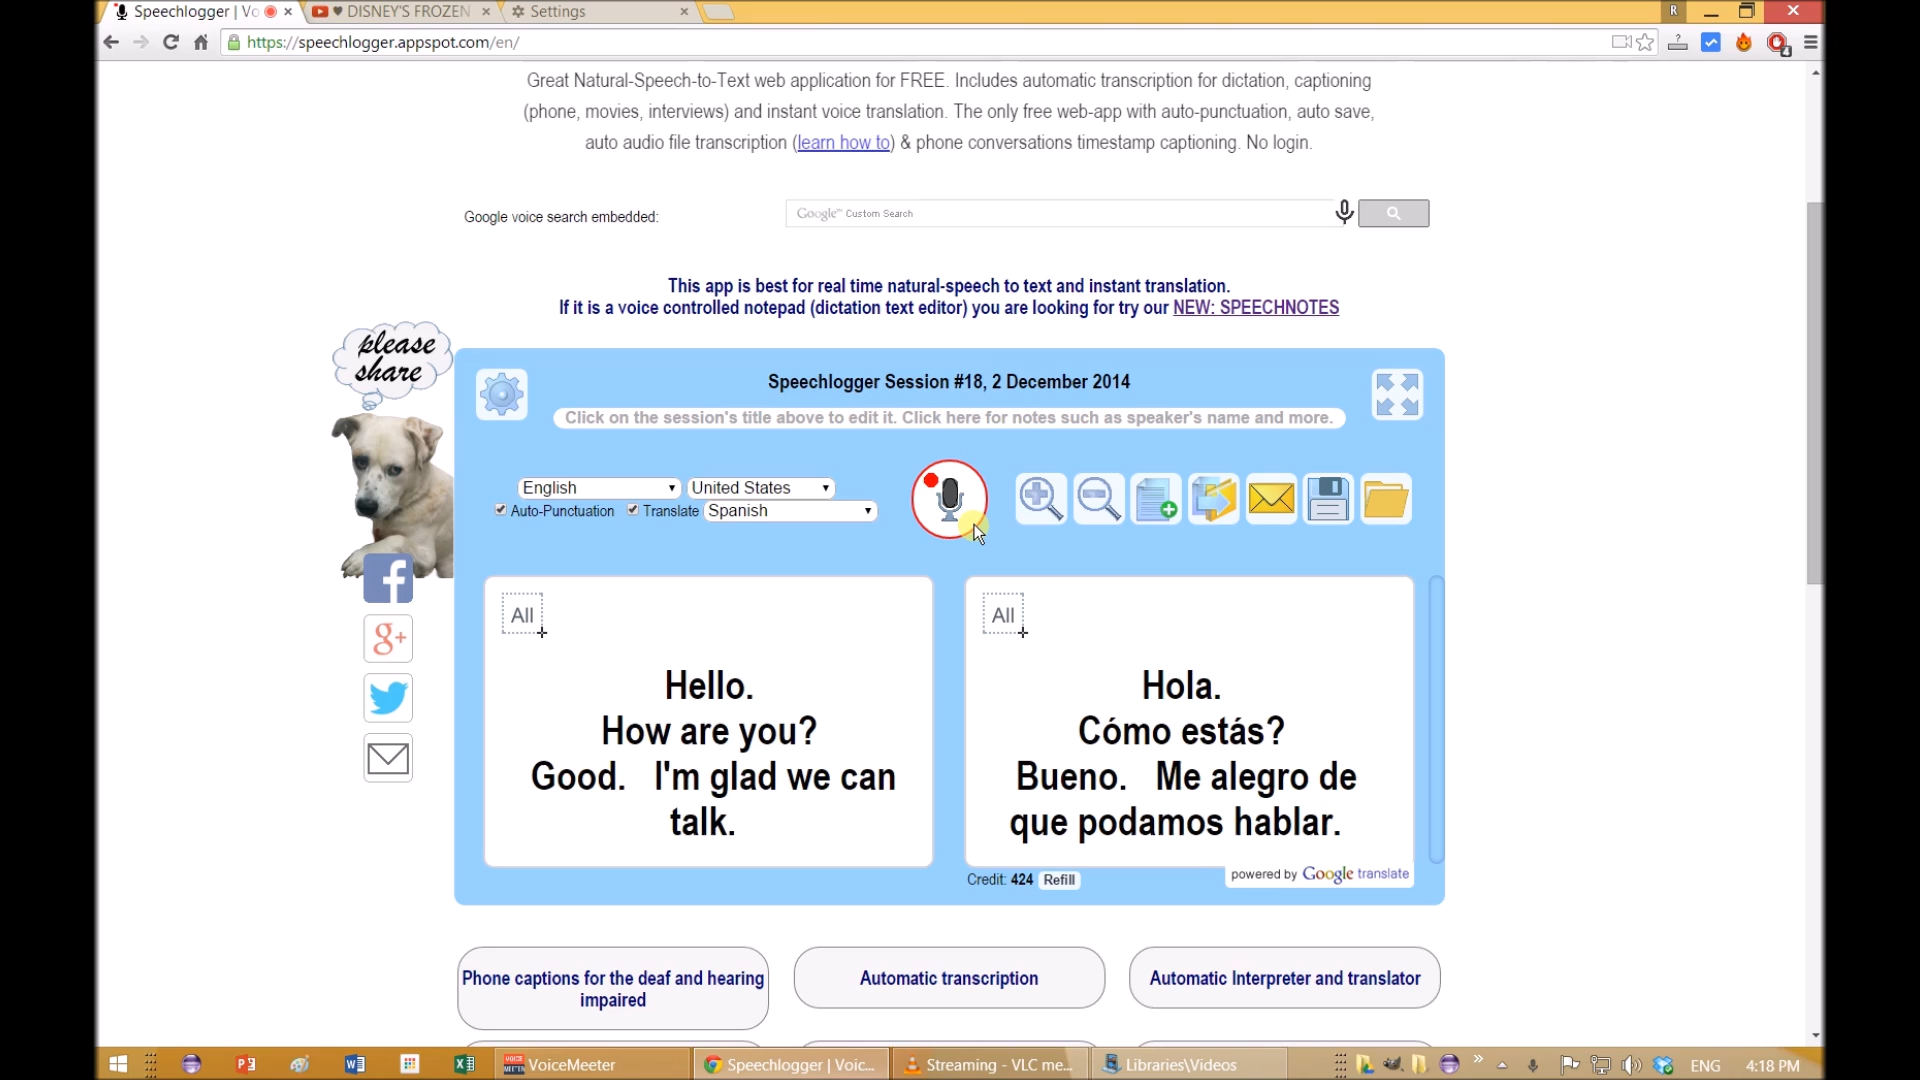 Speechlogger | Vo
♥ DISNEY'S FROZEN
Settings
R
https://speechlogger.appspot.com/en/
Great Natural-Speech-to-Text web application for FREE. Includes automatic transcription for dictation, captioning
(phone, movies, interviews) and instant voice translation. The only free web-app with auto-punctuation, auto save,
auto audio file transcription (learn how to) & phone conversations timestamp captioning. No login.
Google voice search embedded:
Google™ Custom Search
This app is best for real time natural-speech to text and instant translation.
If it is a voice controlled notepad (dictation text editor) you are looking for try our NEW: SPEECHNOTES
please
share
Speechlogger Session #18, 2 December 2014
Click on the session's title above to edit it. Click here for notes such as speaker's name and more.
English
United States
Auto-Punctuation
Translate
Spanish
All
Hello.
How are you?
Good. I'm glad we can
talk.
All
Hola.
Cómo estás?
Bueno. Me alegro de
que podamos hablar.
Credit: 424 Refill
powered by Google translate
Phone captions for the deaf and hearing
impaired
Automatic transcription
Automatic Interpreter and translator
VoiceMeeter
Speechlogger | Voic...
Streaming - VLC me...
Libraries\Videos
ENG
4:18 PM